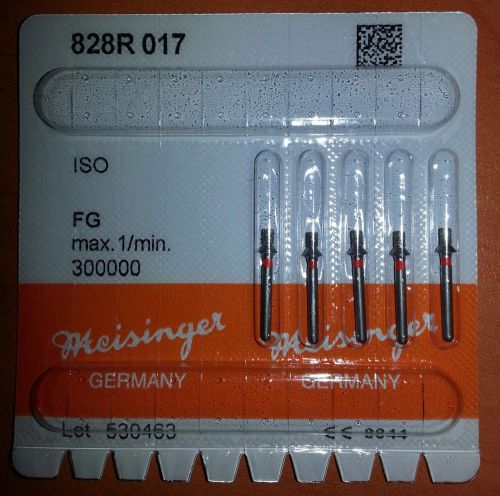 828R 017
ISO
FG
max. 1/min.
300000
Meisinger Meisinger
GERMANY GERMANY
Lot 530463